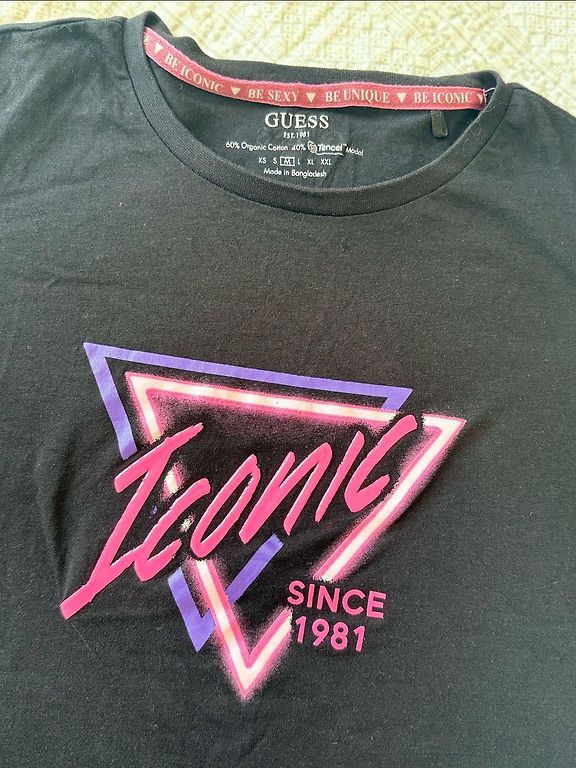 BE ICONIC ▼ BE SEXY ▼ BE UNIQUE ▼ BE ICONIC ▼
GUESS
EST. 1981
60% Organic Cotton 40% Tencel™ Modal
XS S M L XL XXL
Made in Bangladesh
Iconic
SINCE
1981